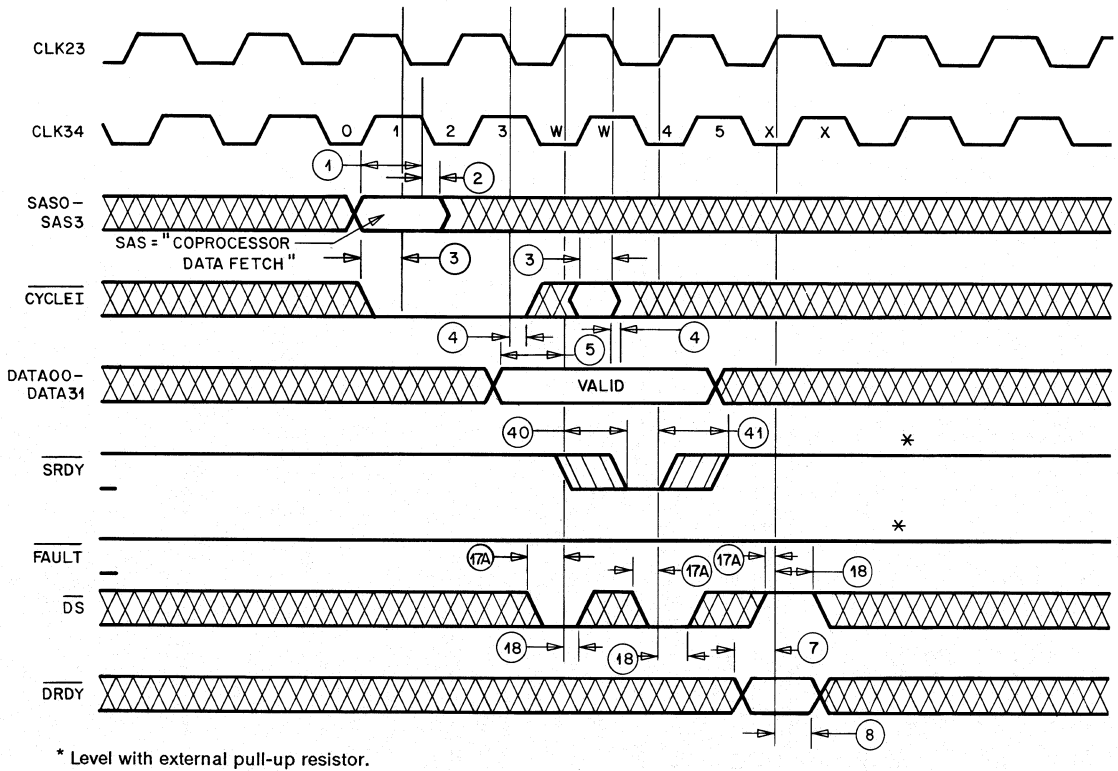 CLK23
CLK34
0 1 2 3 W W 4 5 X X
1
2
SAS0–
SAS3
SAS = "COPROCESSOR
DATA FETCH"
3
3
CYCLEI
4
5
4
DATA00–
DATA31
VALID
40
41
*
SRDY
*
FAULT
17A
17A
17A
18
DS
18
18
7
DRDY
8
* Level with external pull-up resistor.